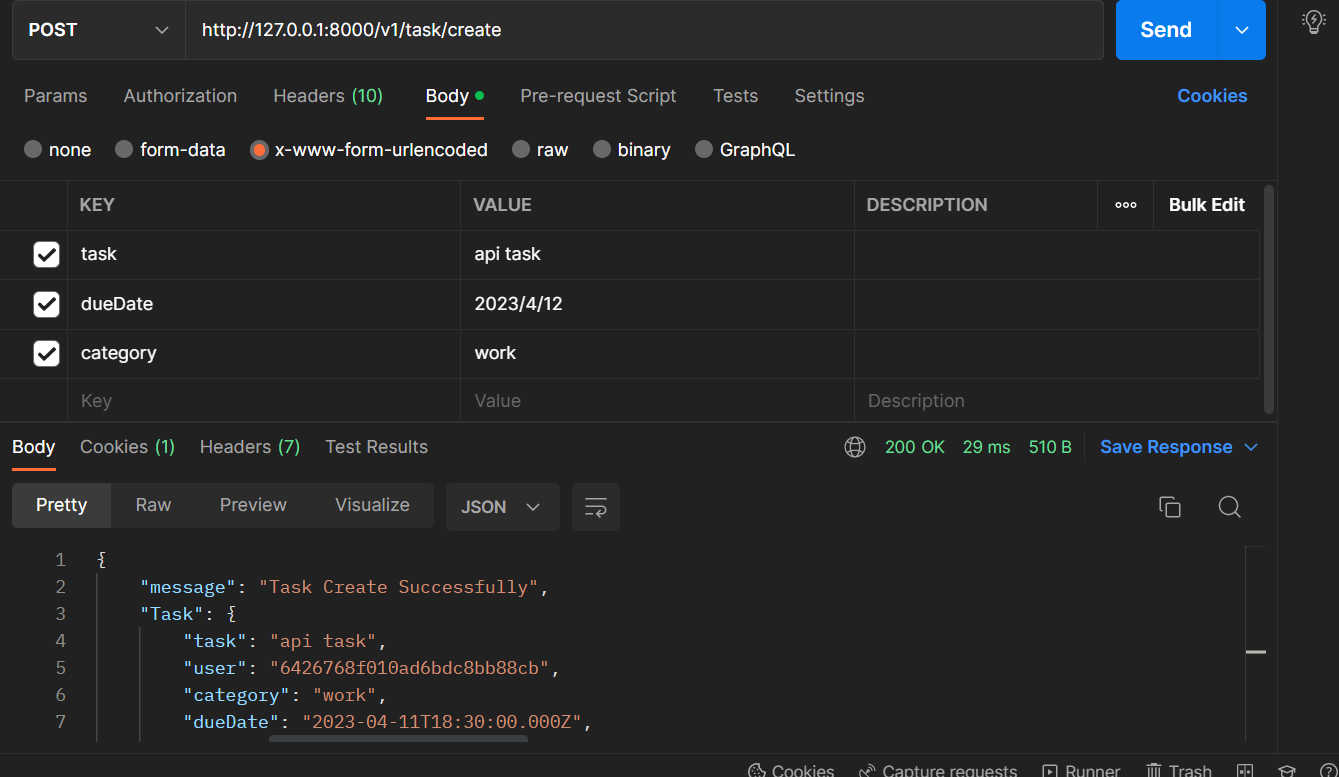 POST http://127.0.0.1:8000/v1/task/create Send
Params Authorization Headers (10) Body Pre-request Script Tests Settings Cookies
none form-data x-www-form-urlencoded raw binary GraphQL
KEY VALUE DESCRIPTION ooo Bulk Edit
task api task
dueDate 2023/4/12
category work
Key Value Description
Body Cookies (1) Headers (7) Test Results 200 OK 29 ms 510 B Save Response
Pretty Raw Preview Visualize JSON
1 {
2 "message": "Task Create Successfully",
3 "Task": {
4 "task": "api task",
5 "user": "6426768f010ad6bdc8bb88cb",
6 "category": "work",
7 "dueDate": "2023-04-11T18:30:00.000Z",
Cookies Capture requests Runner Trash